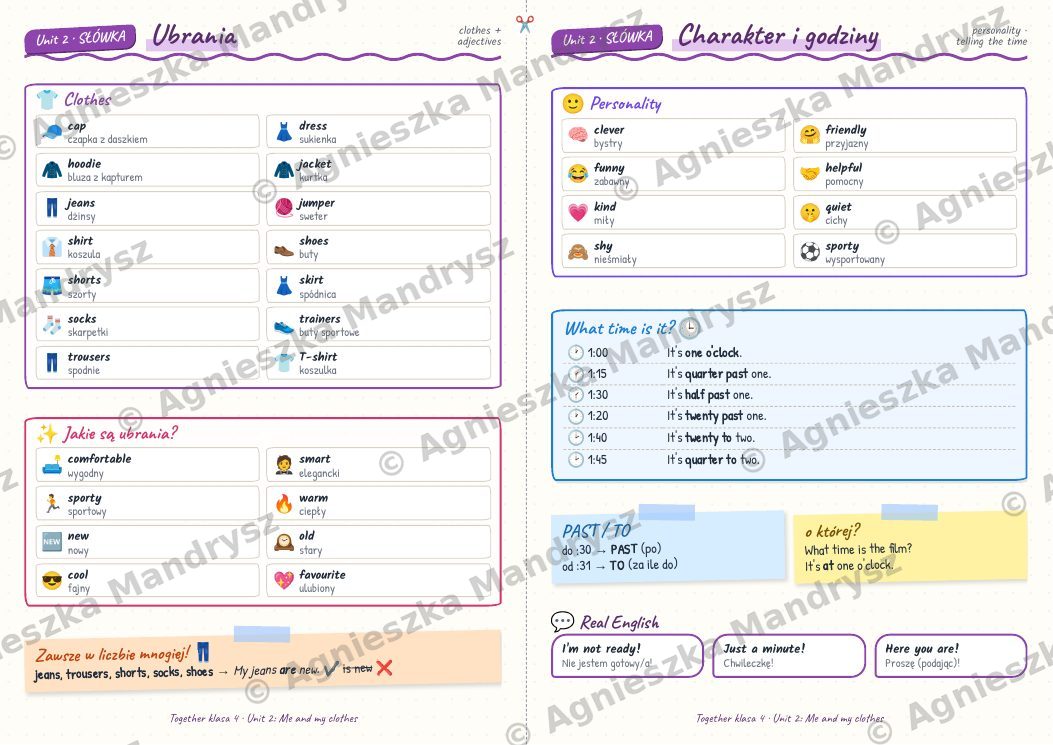 Unit 2 · SŁÓWKA
Ubrania
clothes +
adjectives
Clothes
cap
czapka z daszkiem
dress
sukienka
hoodie
bluza z kapturem
jacket
kurtka
jeans
dżinsy
jumper
sweter
shirt
koszula
shoes
buty
shorts
szorty
skirt
spódnica
socks
skarpetki
trainers
buty sportowe
trousers
spodnie
T-shirt
koszulka
Jakie są ubrania?
comfortable
wygodny
smart
elegancki
sporty
sportowy
warm
ciepły
NEW
new
nowy
old
stary
cool
fajny
favourite
ulubiony
Zawsze w liczbie mnogiej!
jeans, trousers, shorts, socks, shoes → My jeans are new. ✔ is new ❌
Together klasa 4 · Unit 2: Me and my clothes
Unit 2 · SŁÓWKA
Charakter i godziny
personality ·
telling the time
Personality
clever
bystry
friendly
przyjazny
funny
zabawny
helpful
pomocny
kind
miły
quiet
cichy
shy
nieśmiały
sporty
wysportowany
What time is it?
1:00 It's one o'clock.
1:15 It's quarter past one.
1:30 It's half past one.
1:20 It's twenty past one.
1:40 It's twenty to two.
1:45 It's quarter to two.
PAST / TO
do :30 → PAST (po)
od :31 → TO (za ile do)
o której?
What time is the film?
It's at one o'clock.
Real English
I'm not ready!
Nie jestem gotowy/a!
Just a minute!
Chwileczkę!
Here you are!
Proszę (podając)!
Together klasa 4 · Unit 2: Me and my clothes
© Agnieszka Mandrysz